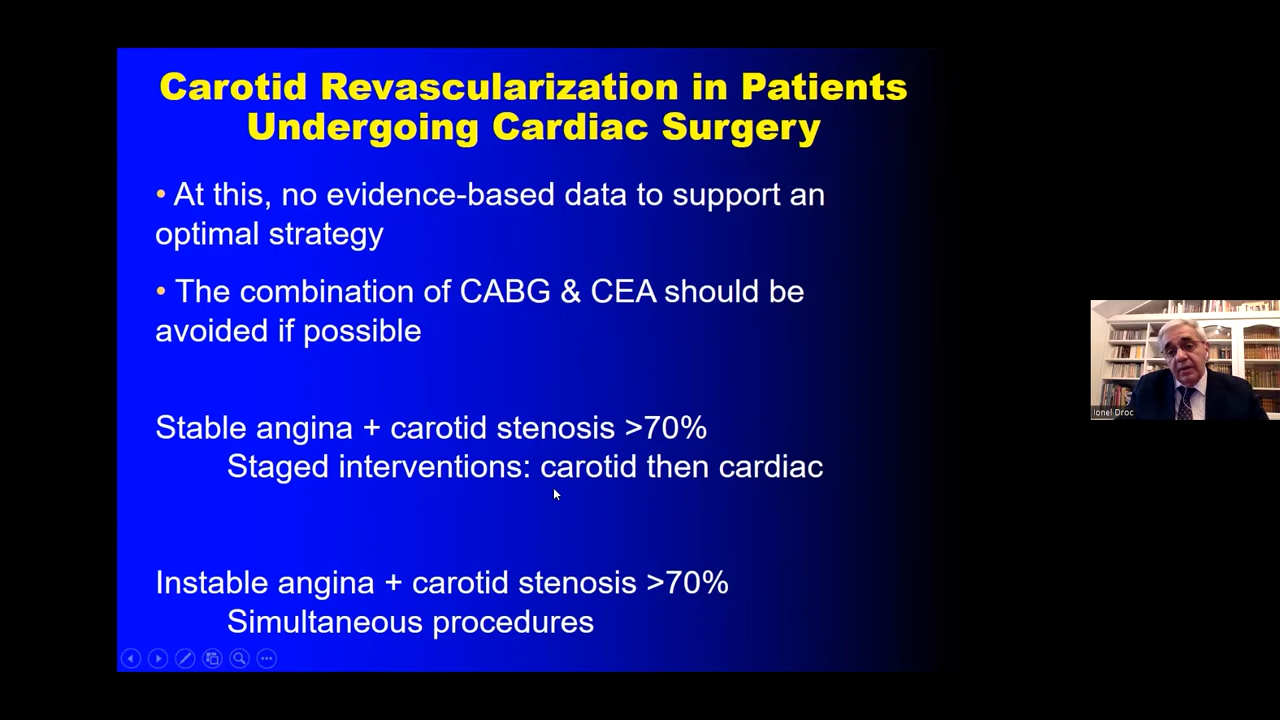 Carotid Revascularization in Patients
Undergoing Cardiac Surgery
• At this, no evidence-based data to support an
optimal strategy
• The combination of CABG & CEA should be
avoided if possible
Stable angina + carotid stenosis >70%
Staged interventions: carotid then cardiac
Instable angina + carotid stenosis >70%
Simultaneous procedures
Ionel Droc